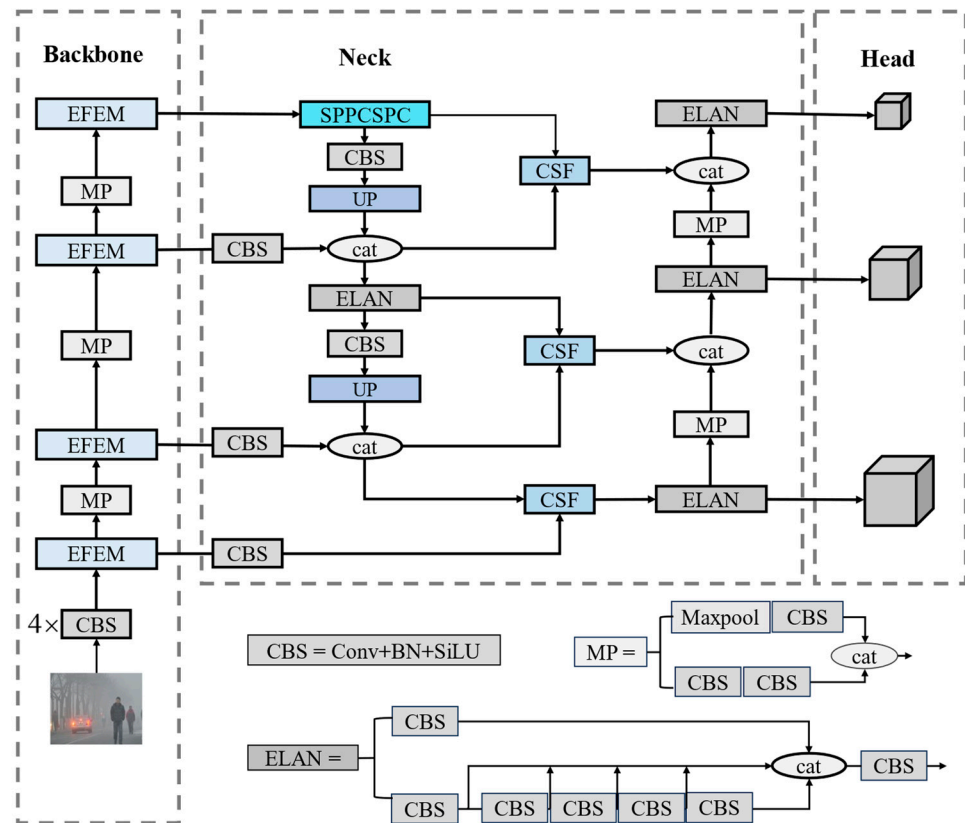 Backbone
Neck
Head
EFEM
SPPCSPC
ELAN
CBS
CSF
cat
MP
UP
MP
EFEM
CBS
cat
ELAN
ELAN
MP
CBS
CSF
cat
UP
MP
EFEM
CBS
cat
MP
CSF
ELAN
EFEM
CBS
4×
CBS
CBS = Conv+BN+SiLU
MP =
Maxpool
CBS
cat
CBS
CBS
ELAN =
CBS
cat
CBS
CBS
CBS
CBS
CBS
CBS